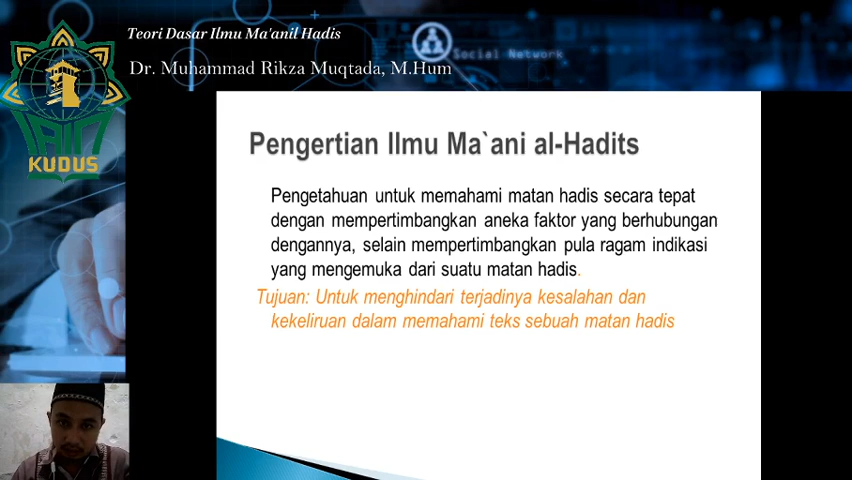 Teori Dasar Ilmu Ma'anil Hadis
Social Network
Dr. Muhammad Rikza Muqtada, M.Hum
IAIN
KUDUS
Pengertian Ilmu Ma`ani al-Hadits
Pengetahuan untuk memahami matan hadis secara tepat
dengan mempertimbangkan aneka faktor yang berhubungan
dengannya, selain mempertimbangkan pula ragam indikasi
yang mengemuka dari suatu matan hadis.
Tujuan: Untuk menghindari terjadinya kesalahan dan
kekeliruan dalam memahami teks sebuah matan hadis